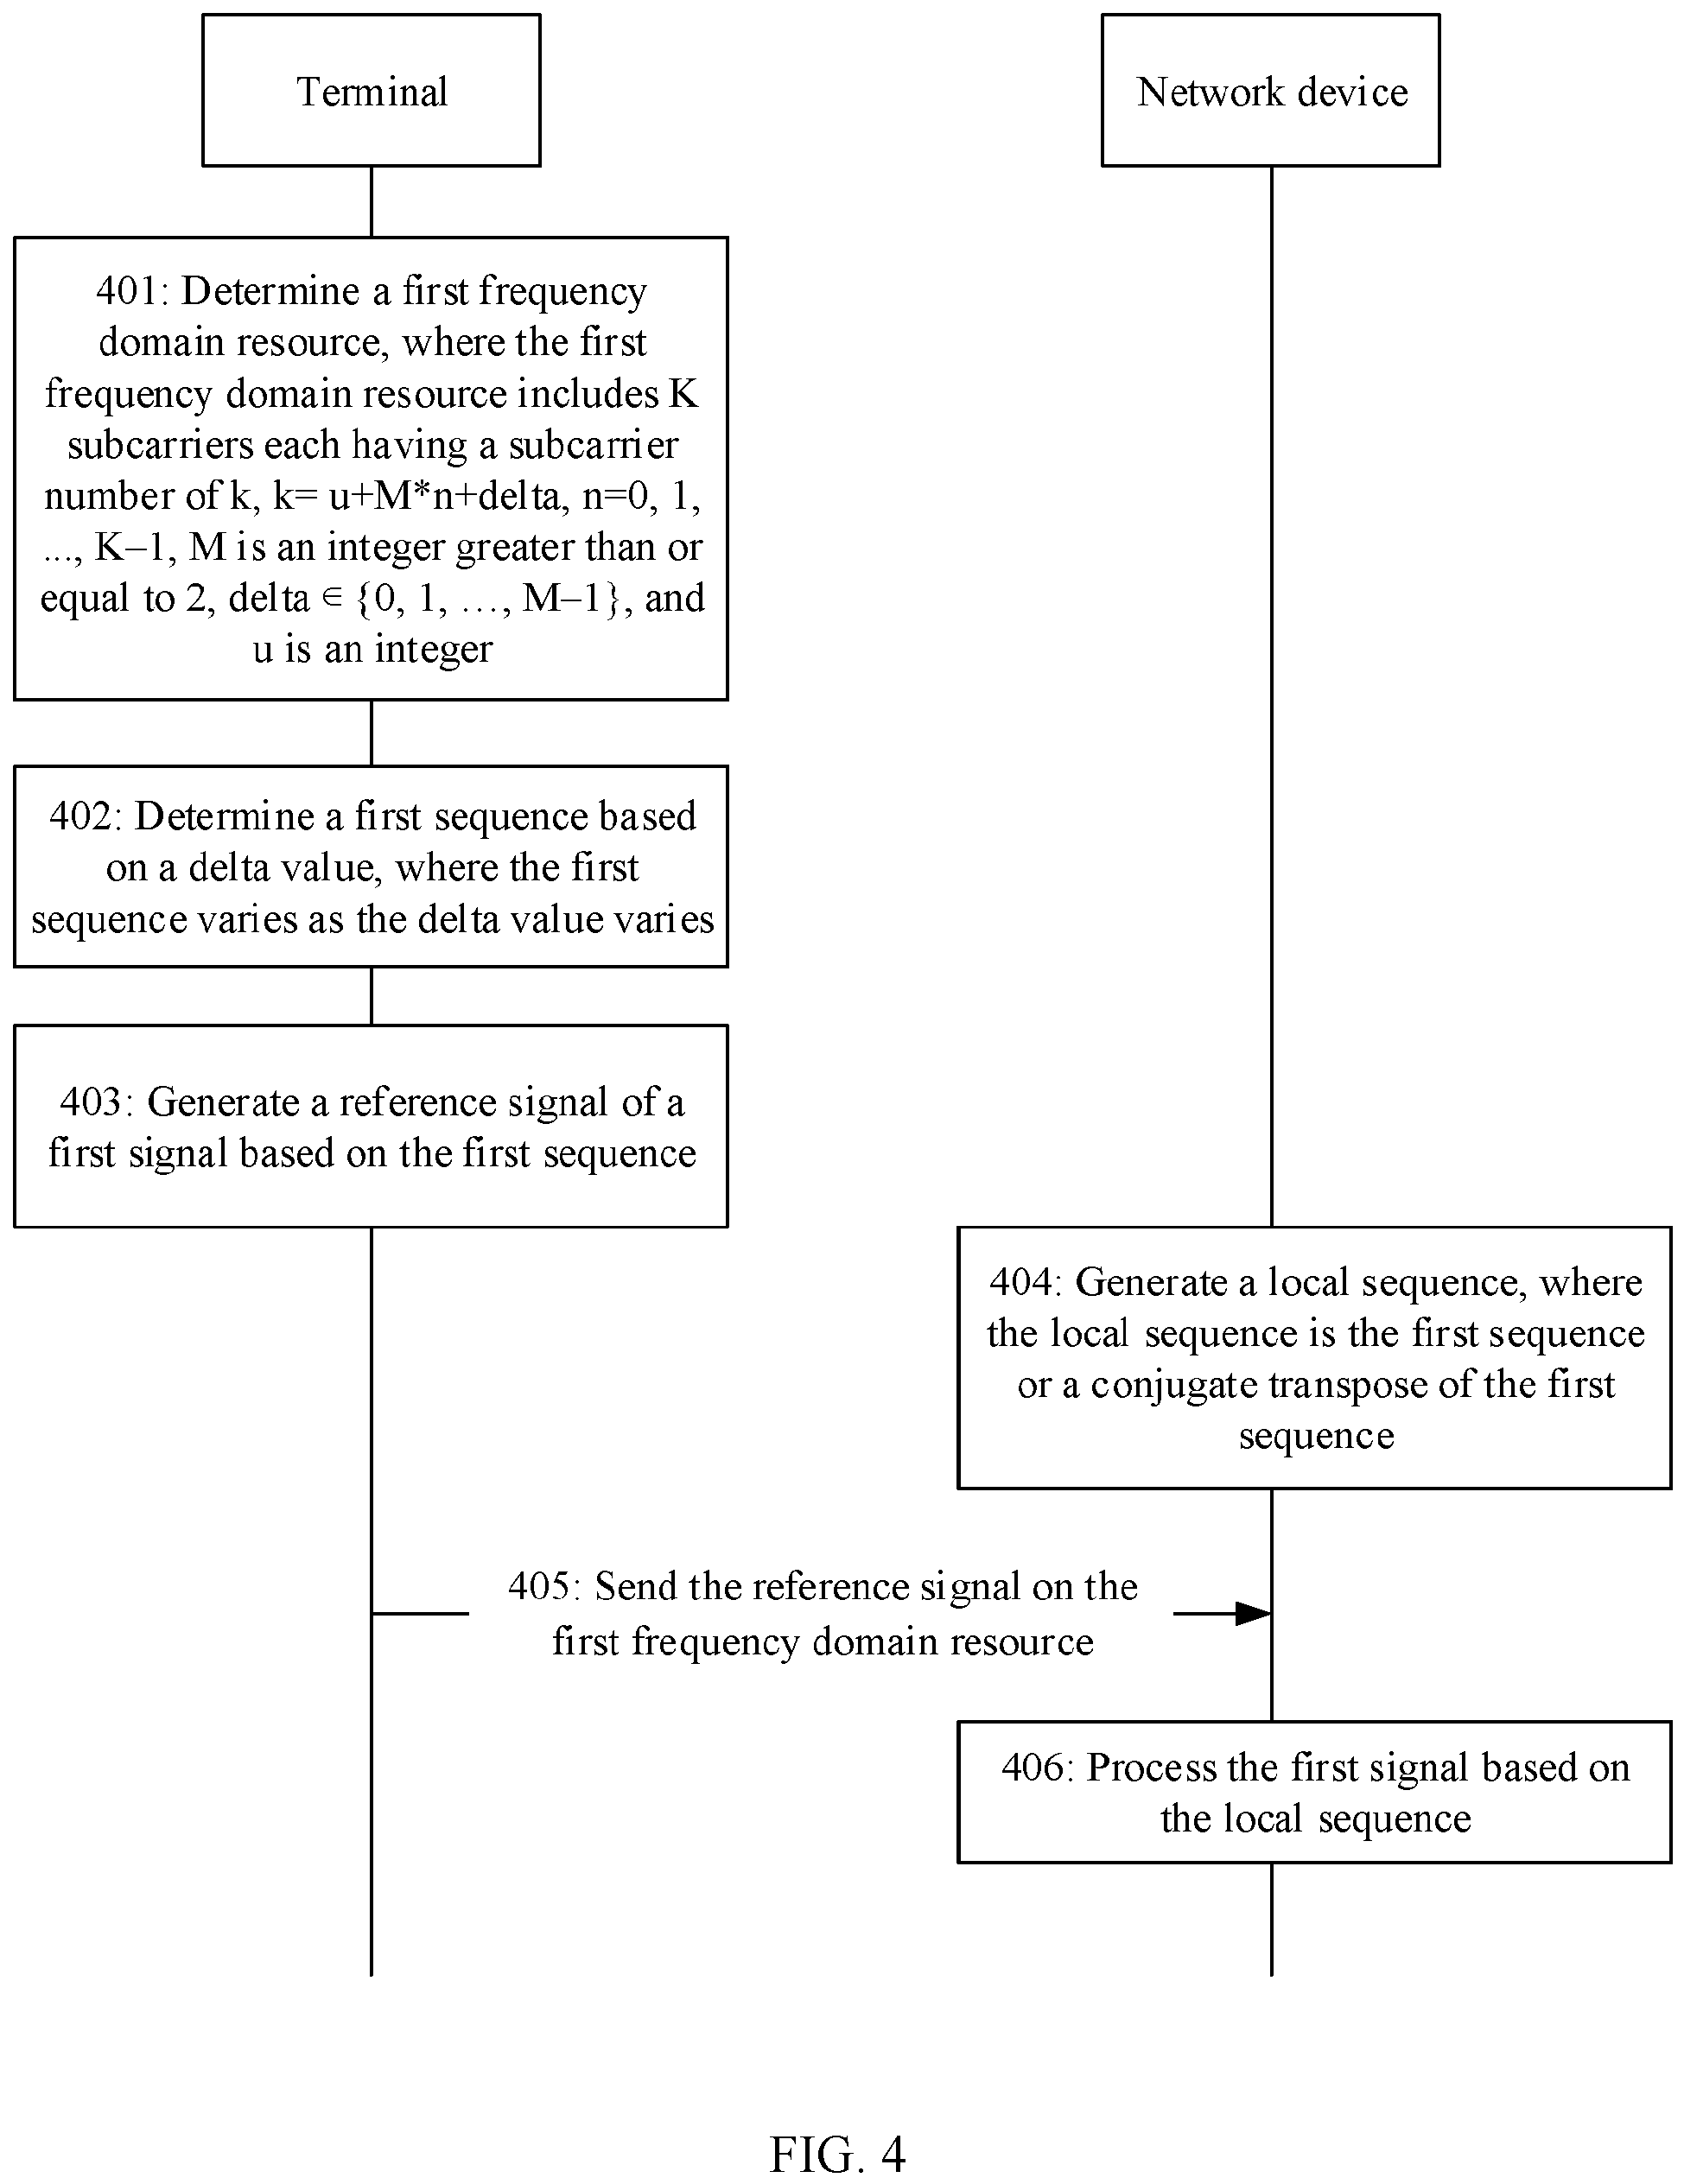 Terminal
Network device
401: Determine a first frequency
domain resource, where the first
frequency domain resource includes K
subcarriers each having a subcarrier
number of k, k= u+M*n+delta, n=0, 1,
..., K–1, M is an integer greater than or
equal to 2, delta ∈ {0, 1, …, M–1}, and
u is an integer
402: Determine a first sequence based
on a delta value, where the first
sequence varies as the delta value varies
403: Generate a reference signal of a
first signal based on the first sequence
404: Generate a local sequence, where
the local sequence is the first sequence
or a conjugate transpose of the first
sequence
405: Send the reference signal on the
first frequency domain resource
406: Process the first signal based on
the local sequence
FIG. 4